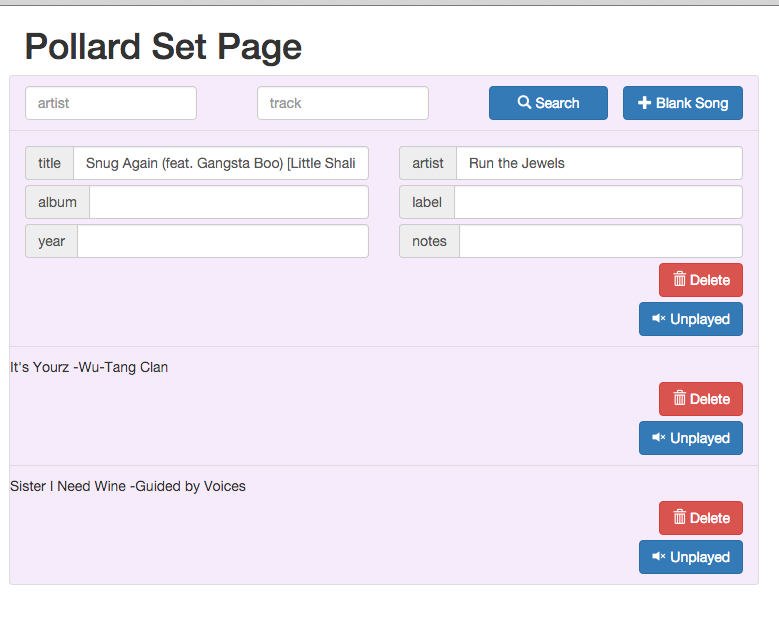 Pollard Set Page
artist track Search Blank Song
title Snug Again (feat. Gangsta Boo) [Little Shali artist Run the Jewels
album label
year notes
Delete
Unplayed
It's Yourz -Wu-Tang Clan
Delete
Unplayed
Sister I Need Wine -Guided by Voices
Delete
Unplayed